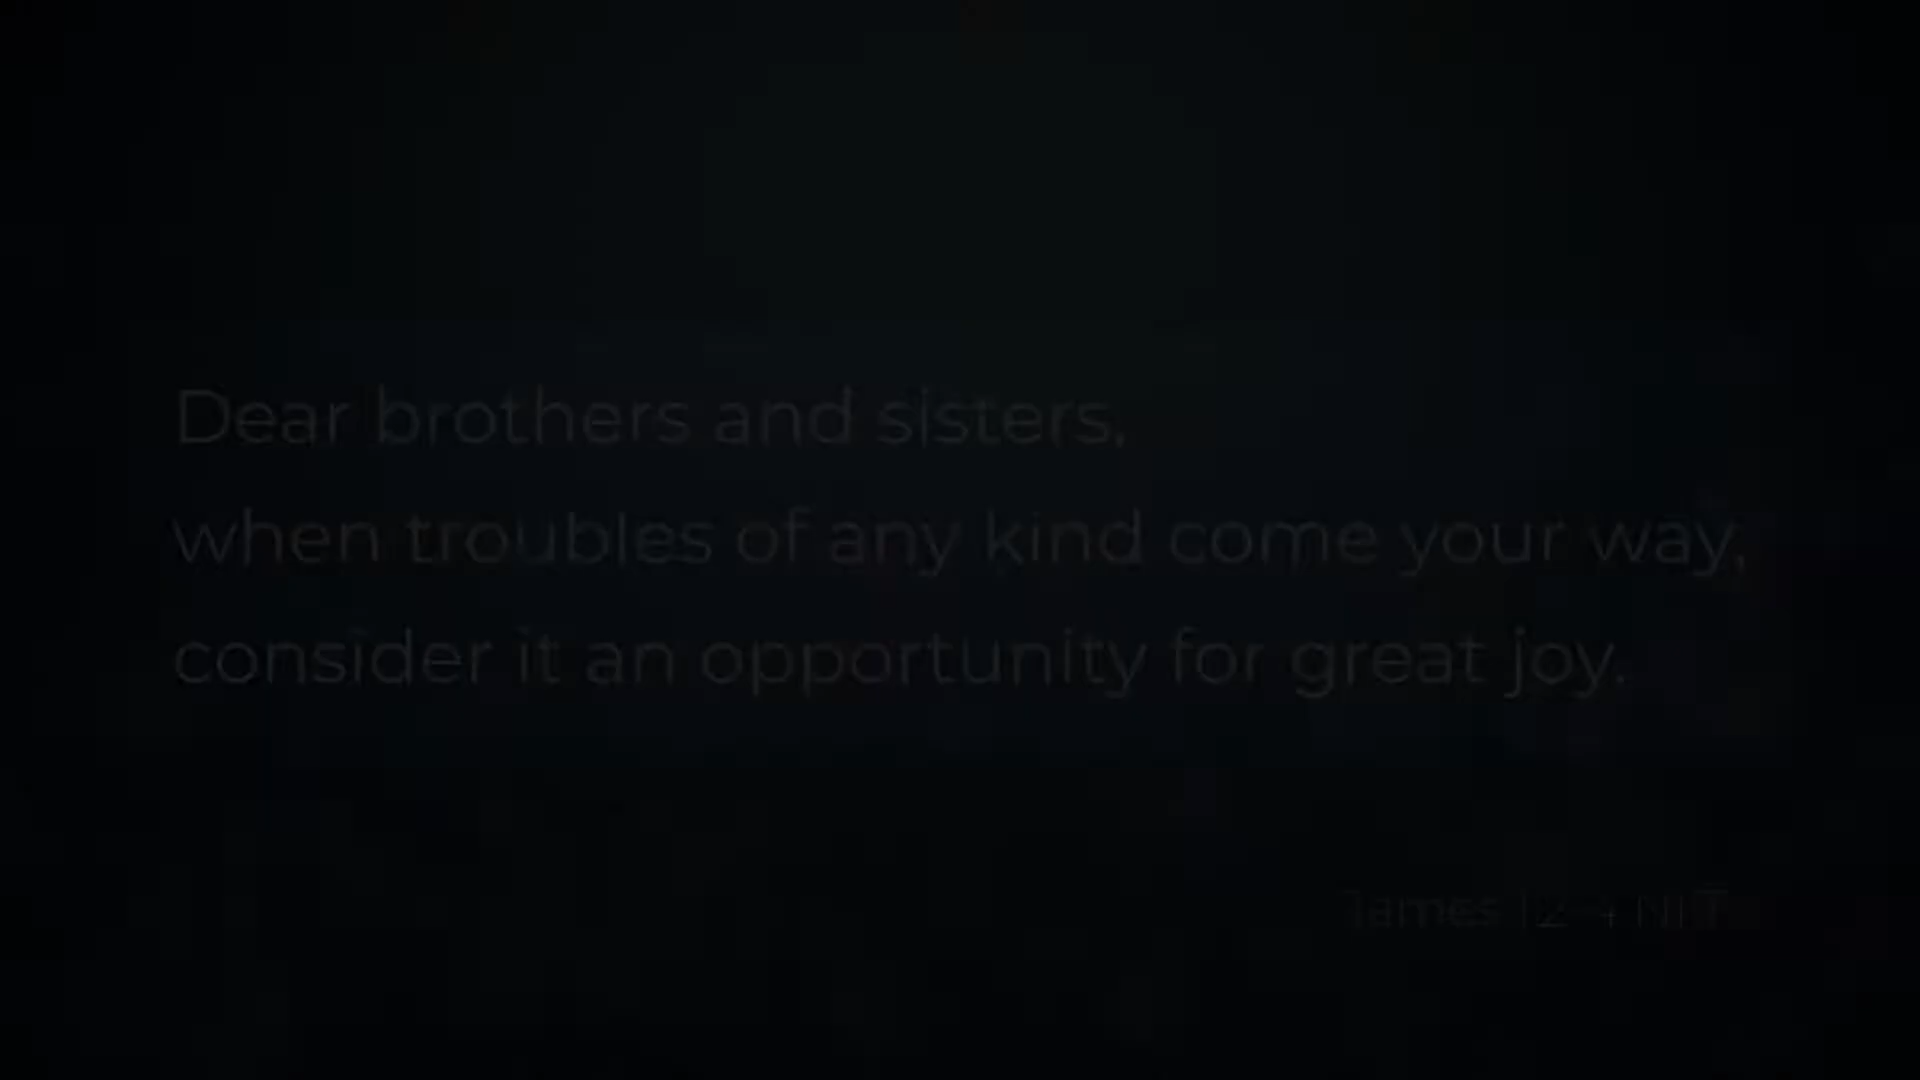 Dear brothers and sisters,
when troubles of any kind come your way,
consider it an opportunity for great joy.
James 1:2-4 NLT